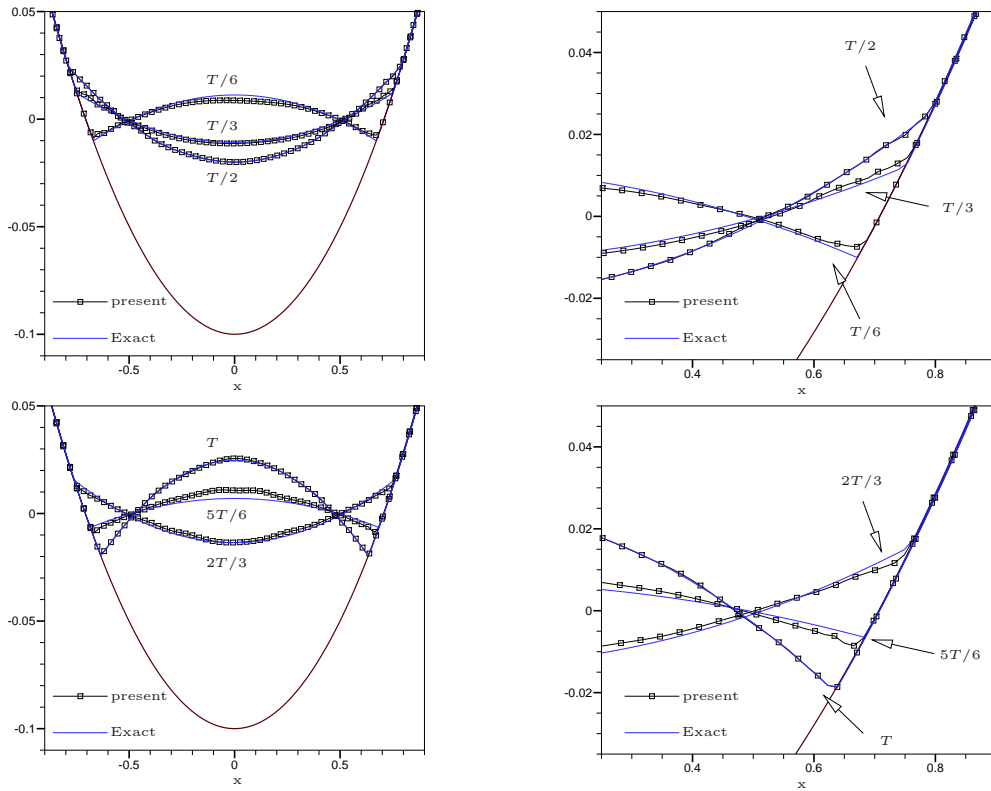 0.05
0
-0.05
-0.1
-0.5
0
0.5
x
T/6
T/3
T/2
present
Exact
0.04
0.02
0
-0.02
0.4
0.6
0.8
x
T/2
T/3
T/6
present
Exact
0.05
0
-0.05
-0.1
-0.5
0
0.5
x
T
5T/6
2T/3
present
Exact
0.04
0.02
0
-0.02
0.4
0.6
0.8
x
2T/3
5T/6
T
present
Exact